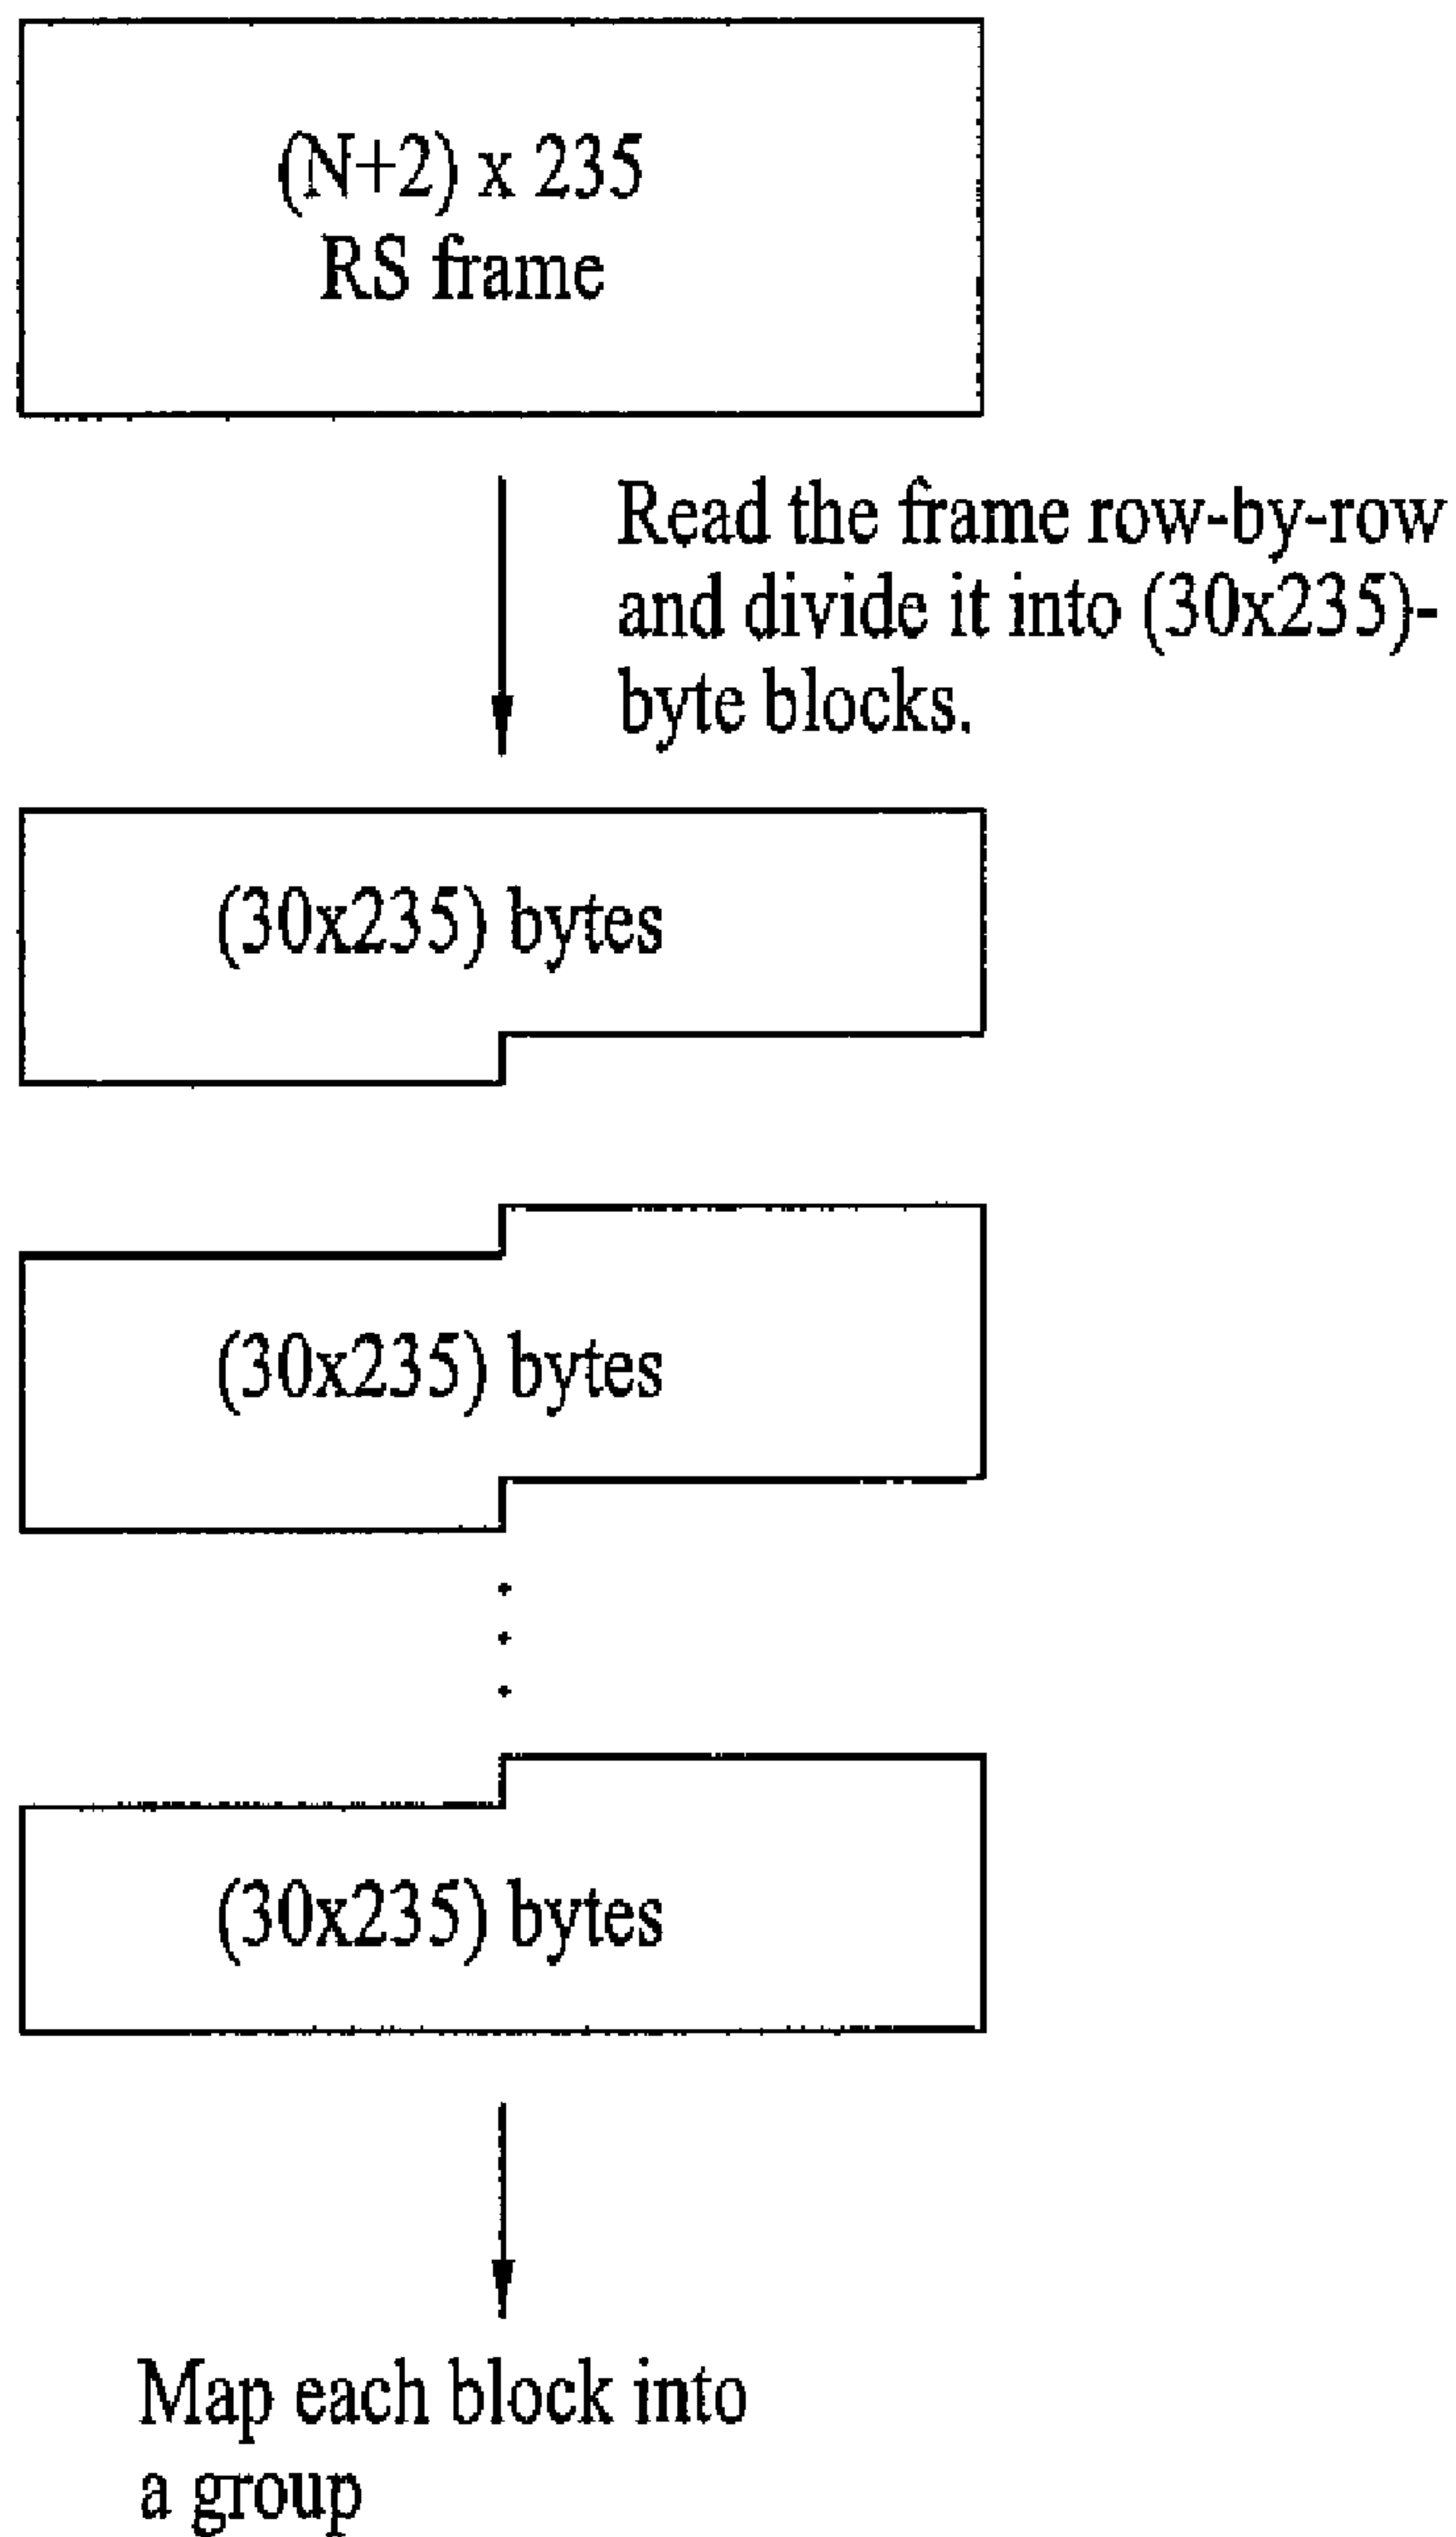 (N+2) x 235
RS frame
Read the frame row-by-row
and divide it into (30x235)-
byte blocks.
(30x235) bytes
(30x235) bytes
(30x235) bytes
Map each block into
a group